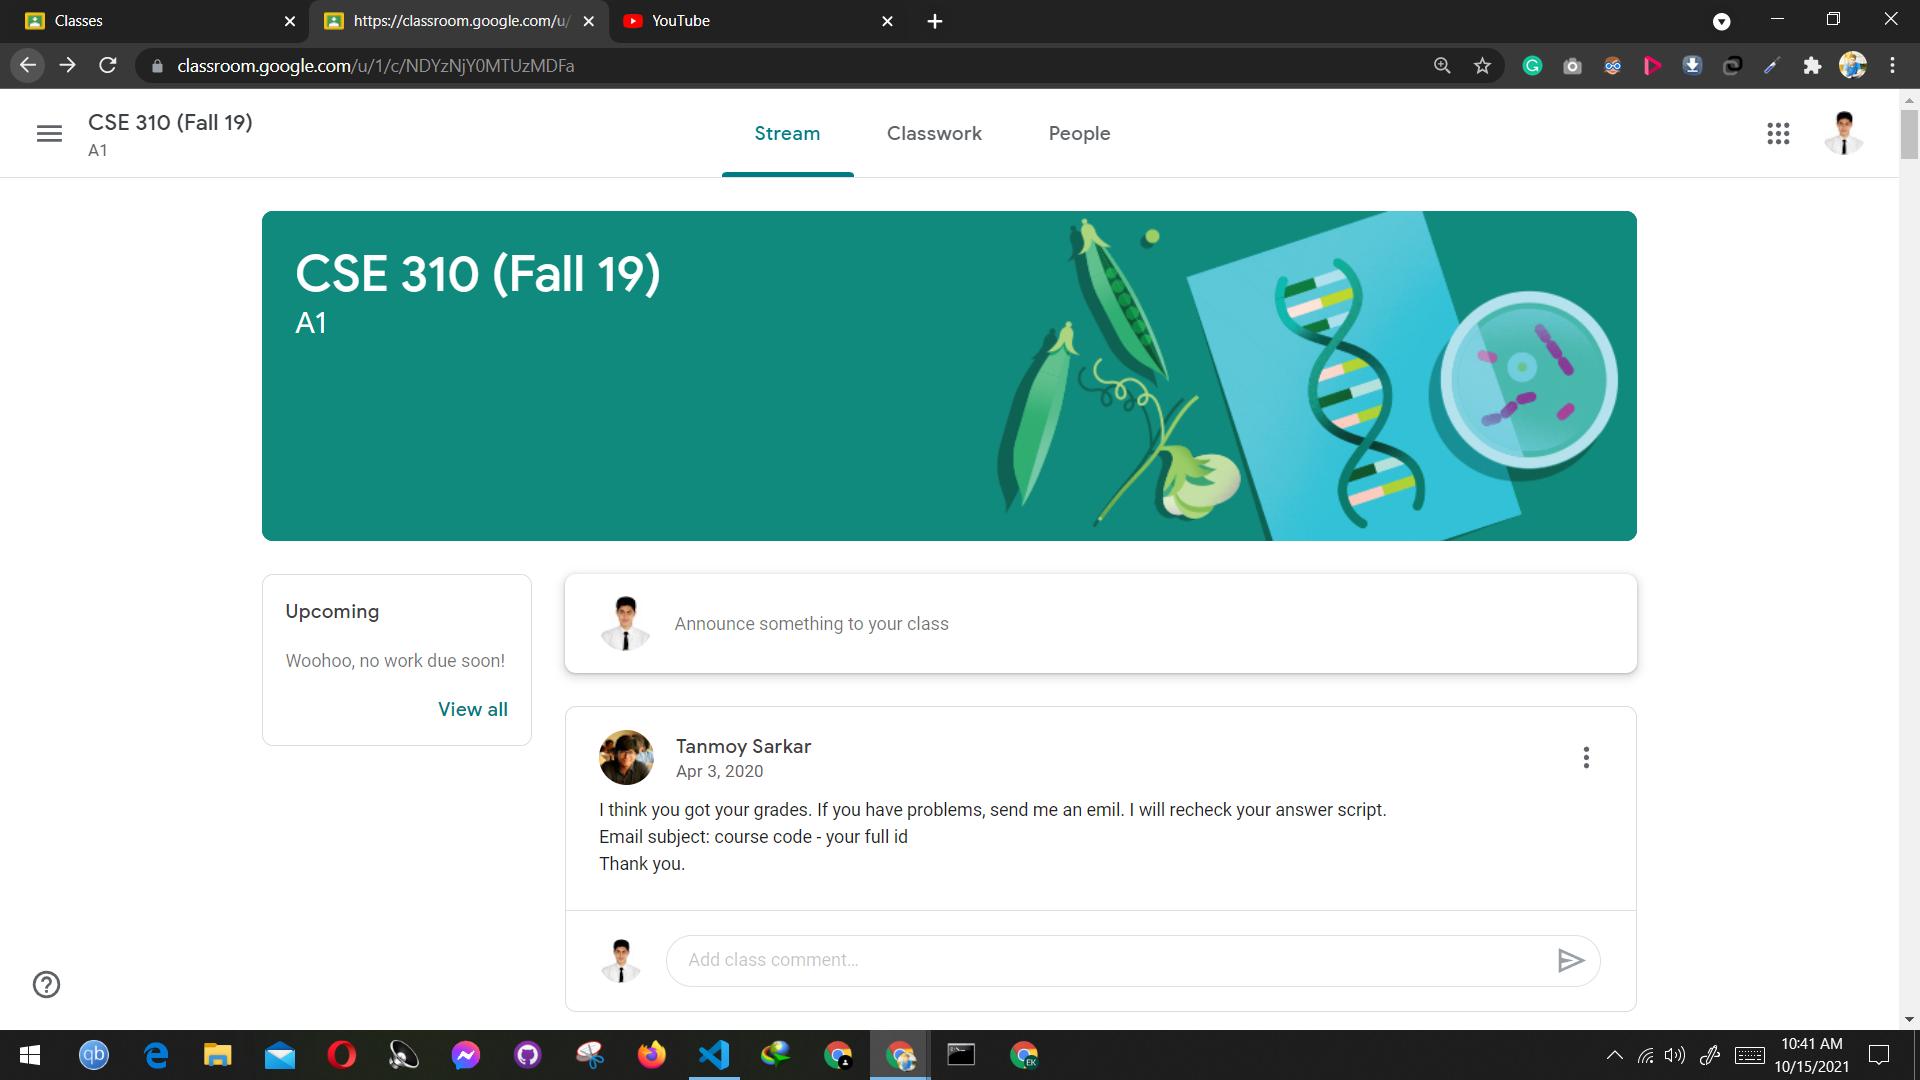 Classes
https://classroom.google.com/u/
YouTube
classroom.google.com/u/1/c/NDYzNjY0MTUzMDFa
CSE 310 (Fall 19)
A1
Stream
Classwork
People
CSE 310 (Fall 19)
A1
Upcoming
Woohoo, no work due soon!
View all
Announce something to your class
Tanmoy Sarkar
Apr 3, 2020
I think you got your grades. If you have problems, send me an emil. I will recheck your answer script.
Email subject: course code - your full id
Thank you.
Add class comment...
qb
EK
10:41 AM
10/15/2021